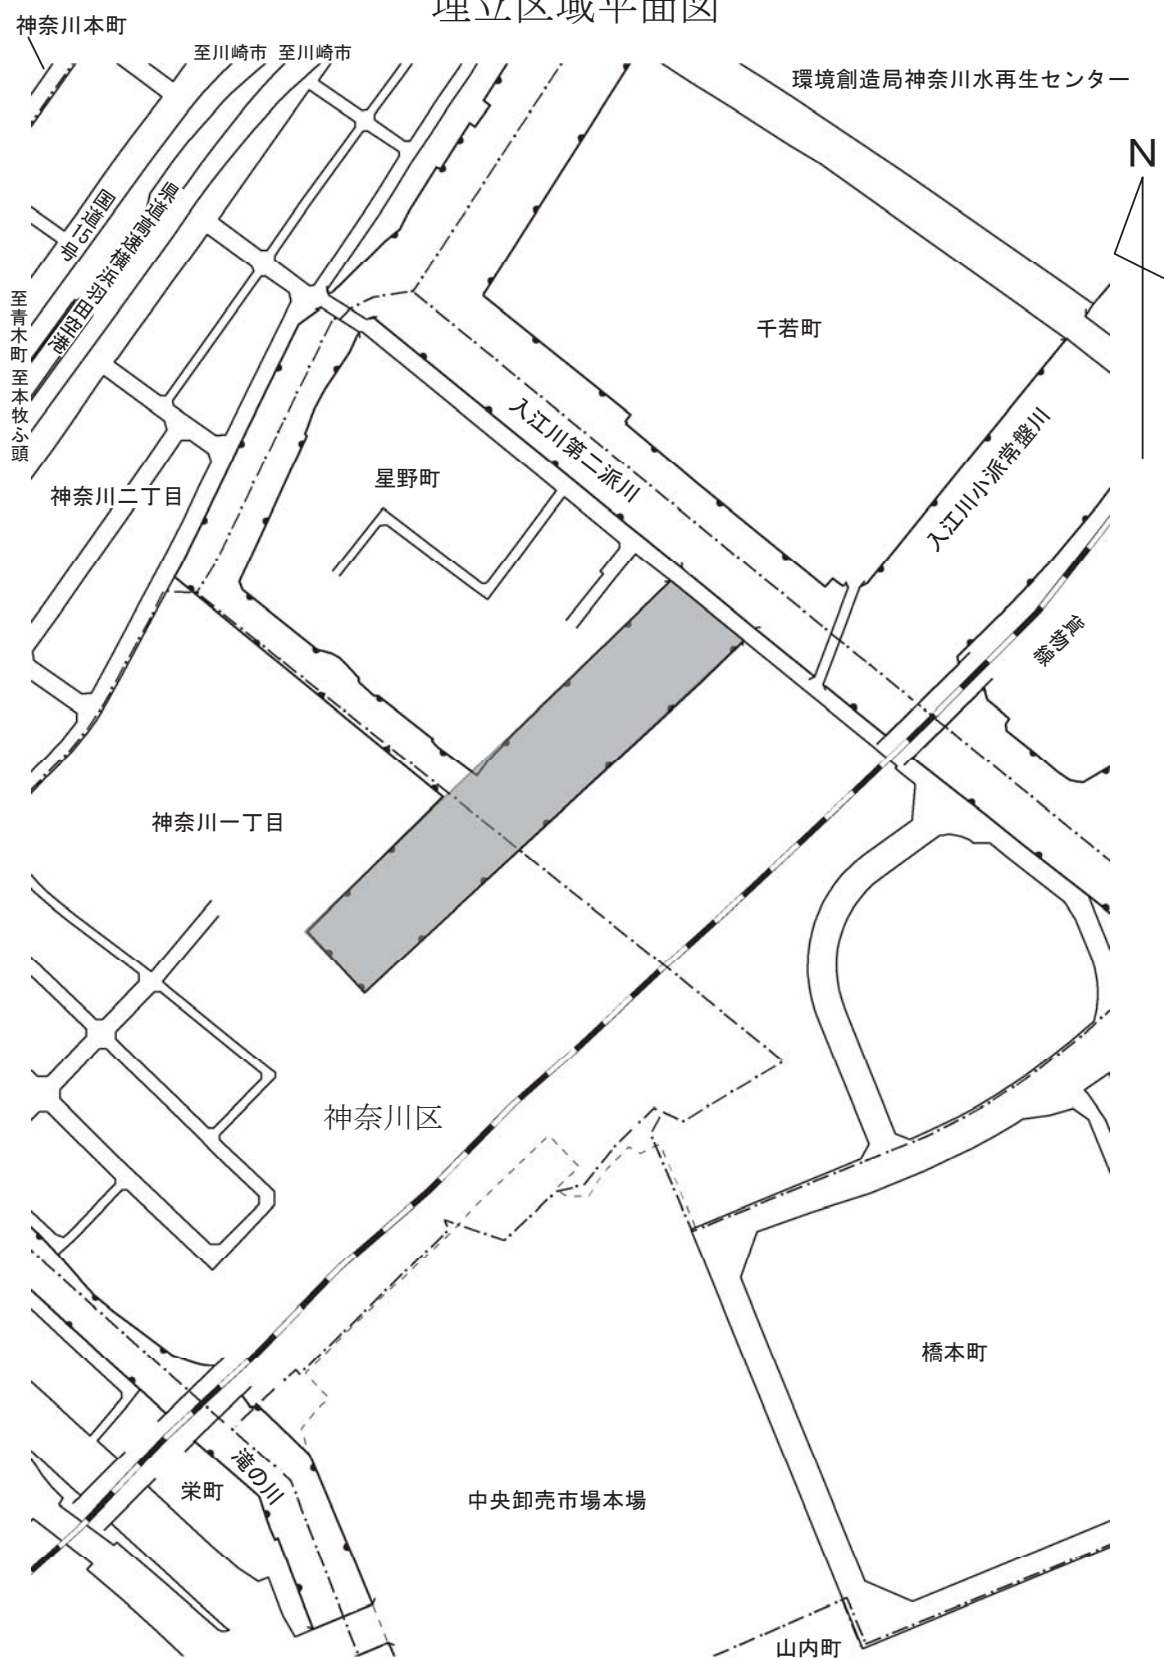 埋立区域平面図
神奈川本町
至川崎市 至川崎市
環境創造局神奈川水再生センター
N
国道15号
県道高速横浜羽田空港
至青木町
至本牧ふ頭
千若町
入江川第二派川
入江川小派常盤川
星野町
神奈川二丁目
貨物線
神奈川一丁目
神奈川区
橋本町
滝の川
栄町
中央卸売市場本場
山内町